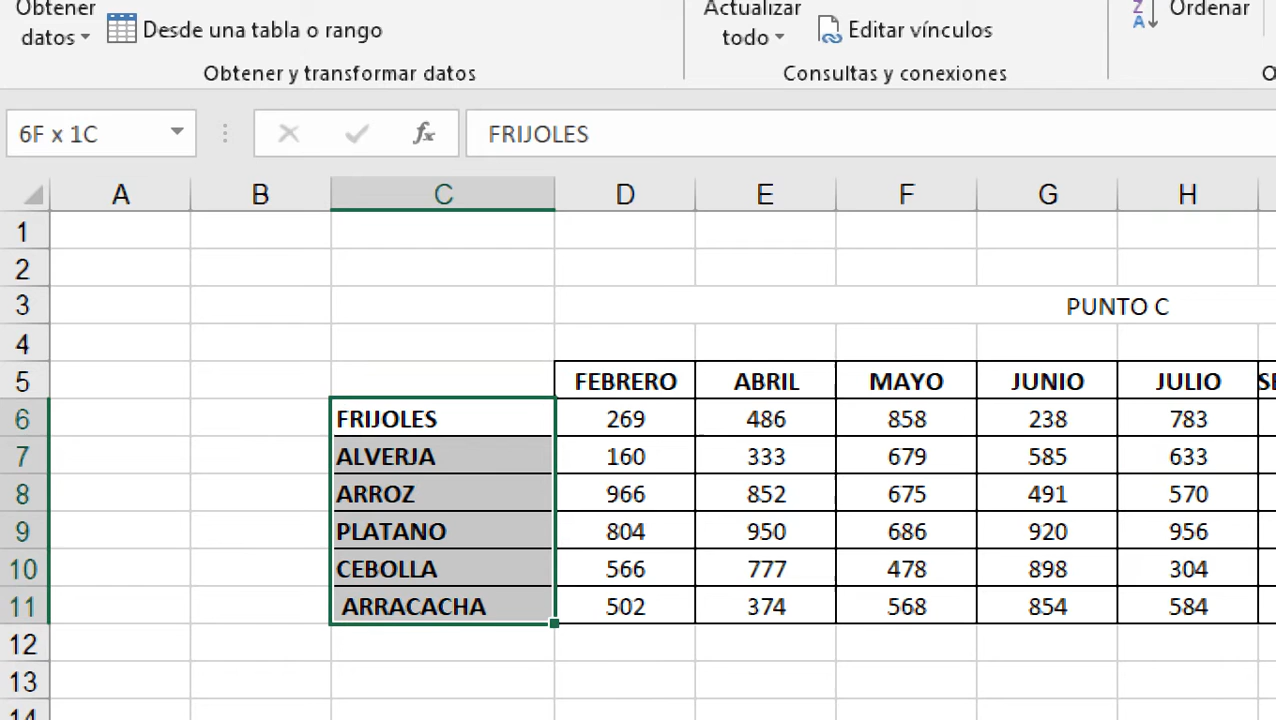 Obtener
datos
Desde una tabla o rango
Obtener y transformar datos
Actualizar
todo
Editar vínculos
Consultas y conexiones
Z
A
Ordenar
6F x 1C
fx
FRIJOLES
A B C D E F G H
1
2
3 PUNTO C
4
5 FEBRERO ABRIL MAYO JUNIO JULIO
6 FRIJOLES 269 486 858 238 783
7 ALVERJA 160 333 679 585 633
8 ARROZ 966 852 675 491 570
9 PLATANO 804 950 686 920 956
10 CEBOLLA 566 777 478 898 304
11 ARRACACHA 502 374 568 854 584
12
13
14